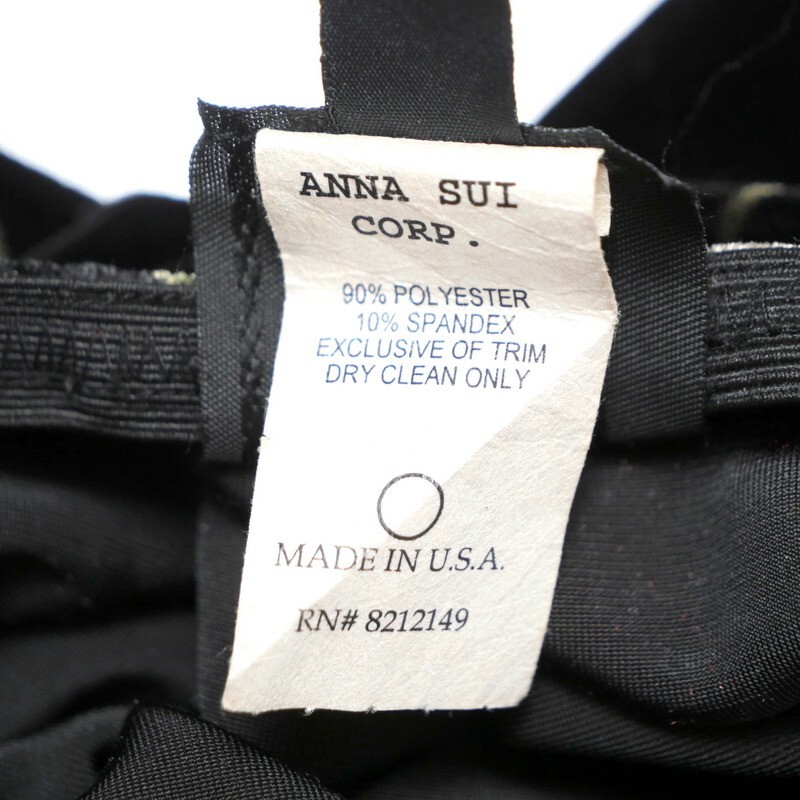 ANNA SUI
CORP.
90% POLYESTER
10% SPANDEX
EXCLUSIVE OF TRIM
DRY CLEAN ONLY
MADE IN U.S.A.
RN# 8212149